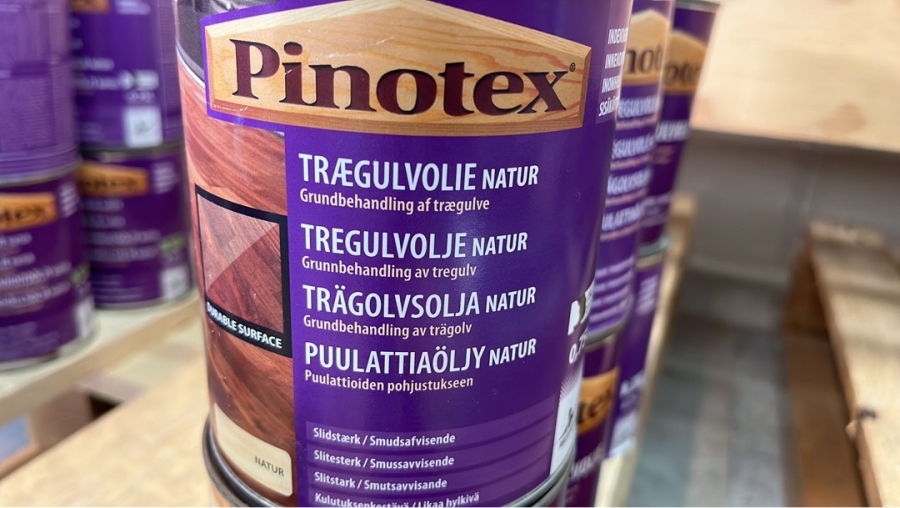 Pinotex
TRÆGULVOLIE NATUR
Grundbehandling af trægulve
TREGULVOLJE NATUR
Grunnbehandling av tregulv
TRÄGOLVSOLJA NATUR
Grundbehandling av trägolv
PUULATTIAÖLJY NATUR
Puulattioiden pohjustukseen
DURABLE SURFACE
Slidstærk / Smudsafvisende
Slitesterk / Smussavvisende
Slitstark / Smutsavvisande
Kulutuksenkestävä / Likaa hylkivä
NATUR